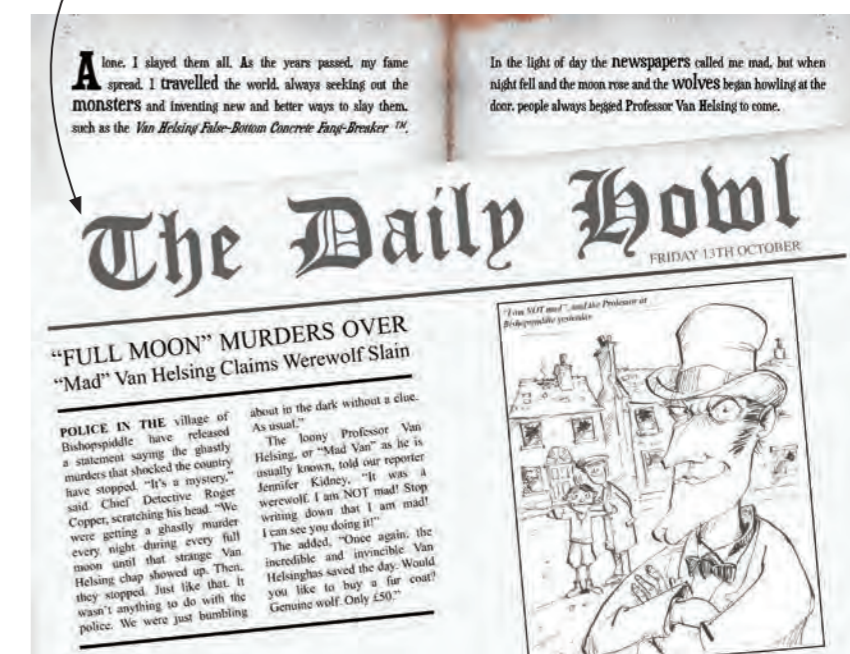 Alone. I slayed them all. As the years passed, my fame
spread. I travelled the world, always seeking out the
monsters and inventing new and better ways to slay them,
such as the Van Helsing False-Bottom Concrete Fang-Breaker ™.
In the light of day the newspapers called me mad, but when
night fell and the moon rose and the wolves began howling at the
door, people always begged Professor Van Helsing to come.
The Daily Howl
FRIDAY 13TH OCTOBER
“FULL MOON” MURDERS OVER
“Mad” Van Helsing Claims Werewolf Slain
POLICE IN THE village of
Bishopspiddle have released
a statement saying the ghastly
murders that shocked the country
have stopped. “It’s a mystery,”
said Chief Detective Roger
Copper, scratching his head. “We
were getting a ghastly murder
every night during every full
moon until that strange Van
Helsing chap showed up. Then,
they stopped. Just like that. It
wasn’t anything to do with the
police. We were just bumbling
about in the dark without a clue.
As usual.”
The loony Professor Van
Helsing, or “Mad Van” as he is
usually known, told our reporter
Jennifer Kidney, “It was a
werewolf. I am NOT mad! Stop
writing down that I am mad!
I can see you doing it!”
The added, “Once again, the
incredible and invincible Van
Helsinghas saved the day. Would
you like to buy a fur coat?
Genuine wolf. Only £50.”
“I am NOT mad”, said the Professor at
Bishopspiddle yesterday